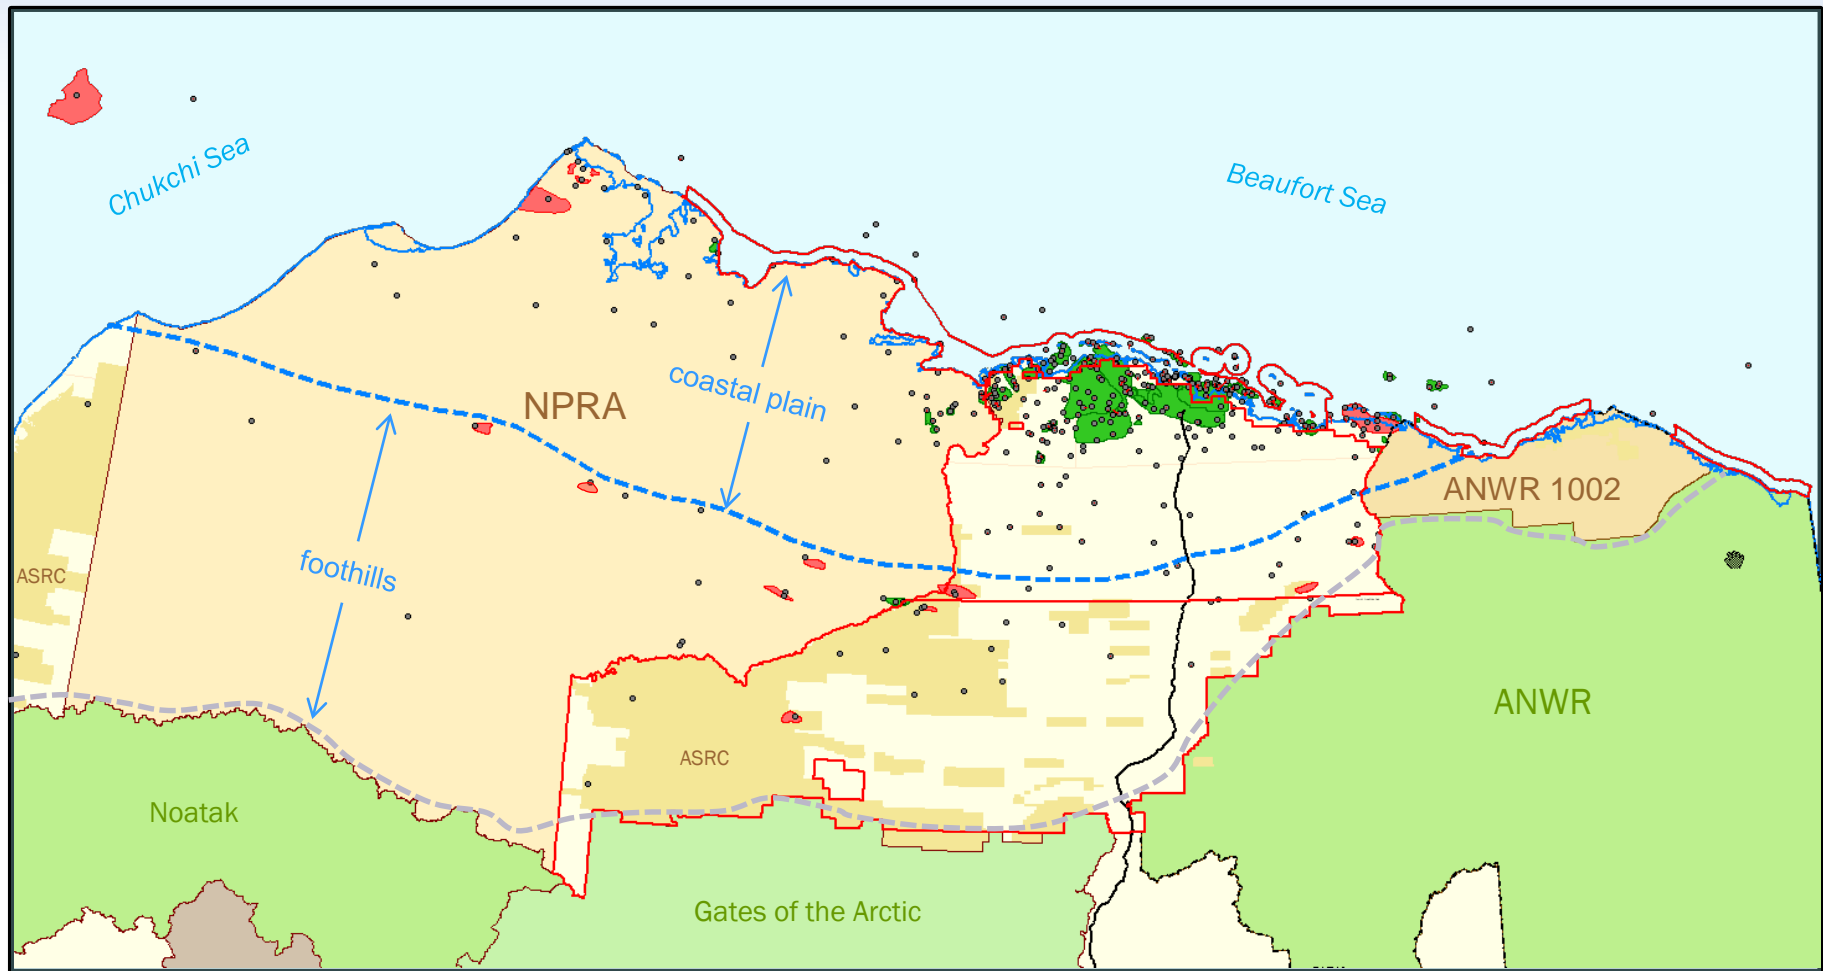 Chukchi Sea
Beaufort Sea
coastal plain
NPRA
ANWR 1002
foothills
ASRC
ANWR
ASRC
Noatak
Gates of the Arctic